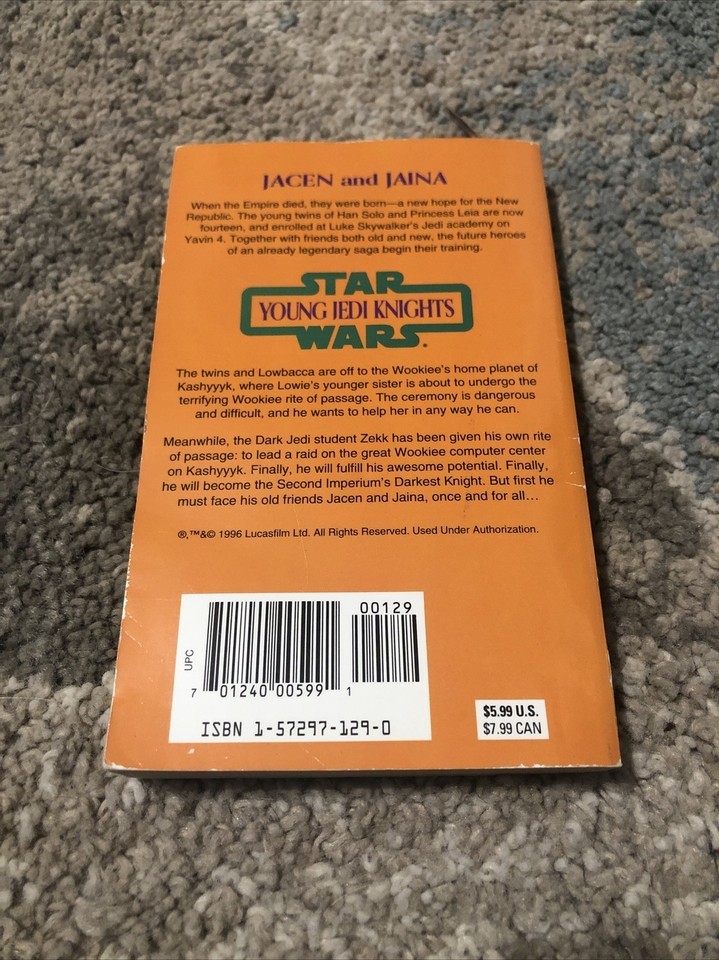 JACEN and JAINA
When the Empire died, they were born—a new hope for the New
Republic. The young twins of Han Solo and Princess Leia are now
fourteen, and enrolled at Luke Skywalker's Jedi academy on
Yavin 4. Together with friends both old and new, the future heroes
of an already legendary saga begin their training.
STAR
YOUNG JEDI KNIGHTS
WARS®
The twins and Lowbacca are off to the Wookiee's home planet of
Kashyyyk, where Lowie's younger sister is about to undergo the
terrifying Wookiee rite of passage. The ceremony is dangerous
and difficult, and he wants to help her in any way he can.
Meanwhile, the Dark Jedi student Zekk has been given his own rite
of passage: to lead a raid on the great Wookiee computer center
on Kashyyyk. Finally, he will fulfill his awesome potential. Finally,
he will become the Second Imperium's Darkest Knight. But first he
must face his old friends Jacen and Jaina, once and for all...
®,™&© 1996 Lucasfilm Ltd. All Rights Reserved. Used Under Authorization.
00129
UPC
7 01240 00599 1
ISBN 1-57297-129-0
$5.99 U.S.
$7.99 CAN